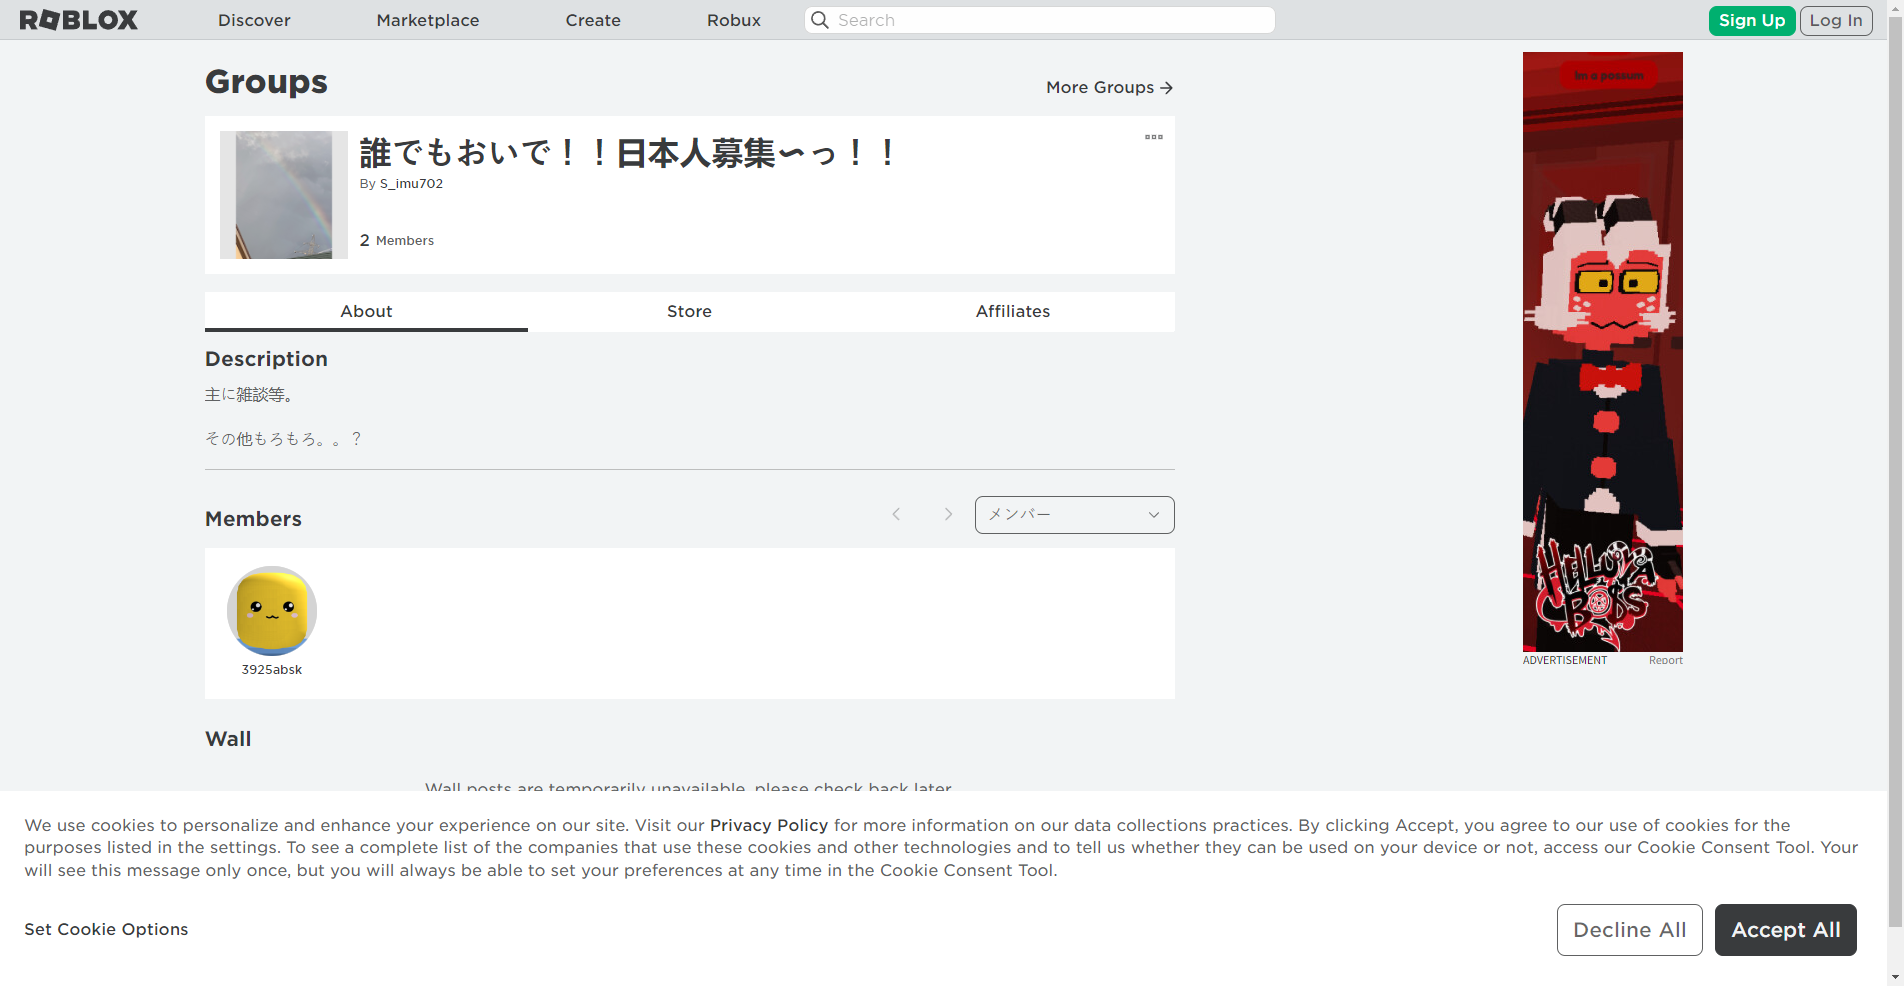 ROBLOX
Discover
Marketplace
Create
Robux
Search
Sign Up
Log In
Groups
More Groups
誰でもおいで！！日本人募集〜っ！！
By S_imu702
2 Members
About
Store
Affiliates
Description
主に雑談等。
その他もろもろ。。？
Members
メンバー
3925absk
Wall
Wall posts are temporarily unavailable, please check back later.
Im a possum
HELLUVA
BOSS
ADVERTISEMENT
Report
We use cookies to personalize and enhance your experience on our site. Visit our Privacy Policy for more information on our data collections practices. By clicking Accept, you agree to our use of cookies for the
purposes listed in the settings. To see a complete list of the companies that use these cookies and other technologies and to tell us whether they can be used on your device or not, access our Cookie Consent Tool. Your
will see this message only once, but you will always be able to set your preferences at any time in the Cookie Consent Tool.
Set Cookie Options
Decline All
Accept All